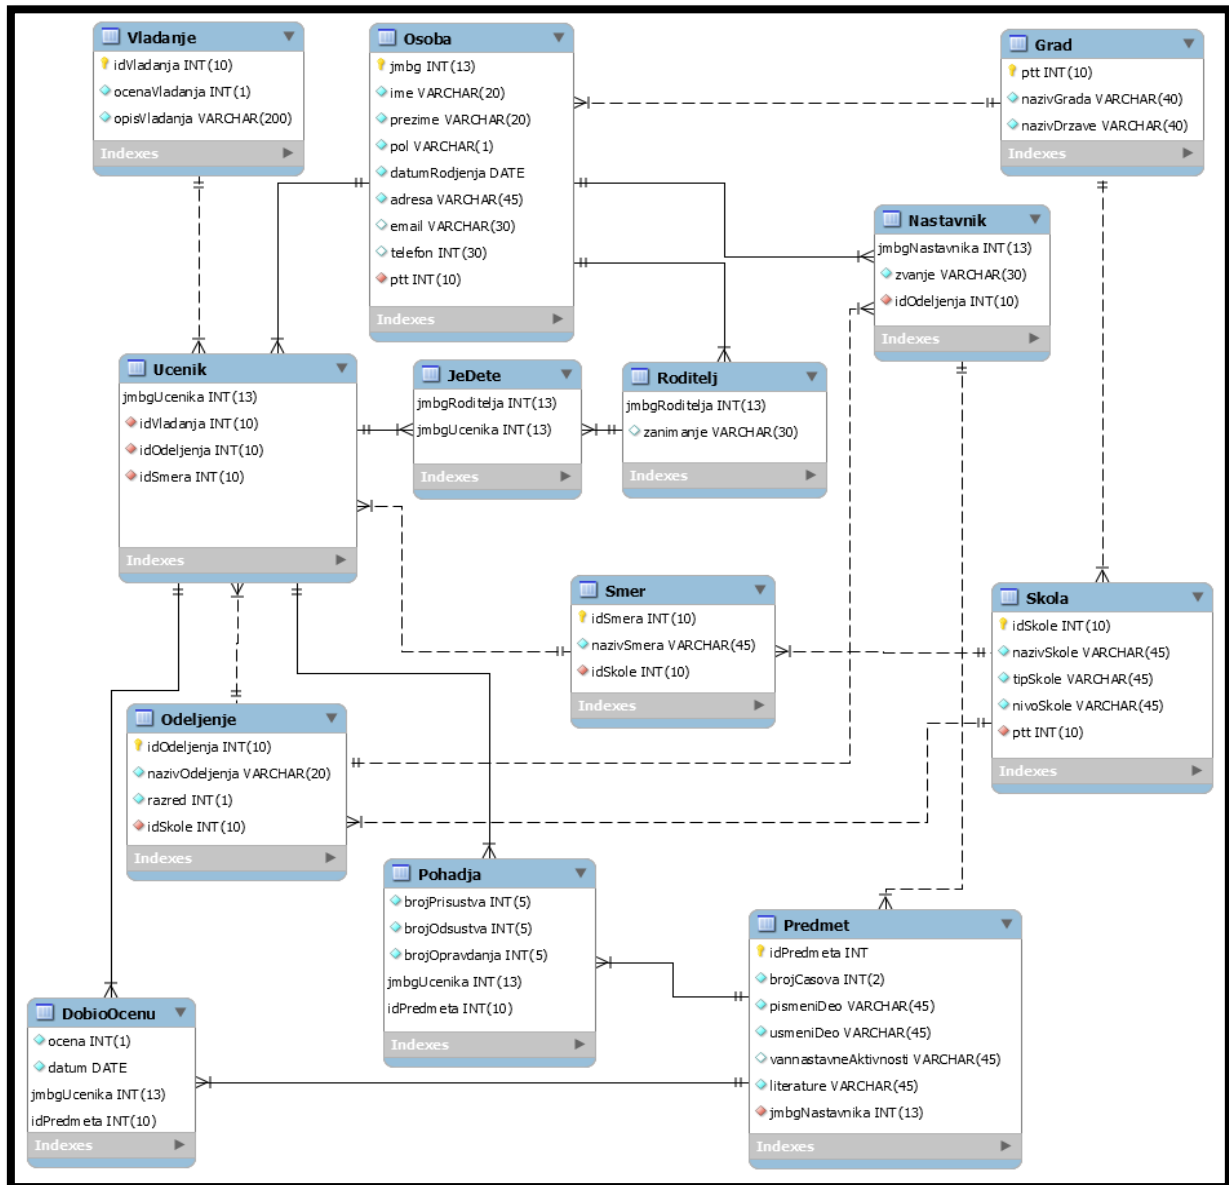 Vladanje
idVladanja INT(10)
ocenaVladanja INT(1)
opisVladanja VARCHAR(200)
Indexes
Osoba
jmbg INT(13)
ime VARCHAR(20)
prezime VARCHAR(20)
pol VARCHAR(1)
datumRodjenja DATE
adresa VARCHAR(45)
email VARCHAR(30)
telefon INT(30)
ptt INT(10)
Indexes
Grad
ptt INT(10)
nazivGrada VARCHAR(40)
nazivDrzave VARCHAR(40)
Indexes
Nastavnik
jmbgNastavnika INT(13)
zvanje VARCHAR(30)
idOdeljenja INT(10)
Indexes
Ucenik
jmbgUcenika INT(13)
idVladanja INT(10)
idOdeljenja INT(10)
idSmera INT(10)
Indexes
JeDete
jmbgRoditelja INT(13)
jmbgUcenika INT(13)
Indexes
Roditelj
jmbgRoditelja INT(13)
zanimanje VARCHAR(30)
Indexes
Smer
idSmera INT(10)
nazivSmera VARCHAR(45)
idSkole INT(10)
Indexes
Skola
idSkole INT(10)
nazivSkole VARCHAR(45)
tipSkole VARCHAR(45)
nivoSkole VARCHAR(45)
ptt INT(10)
Indexes
Odeljenje
idOdeljenja INT(10)
nazivOdeljenja VARCHAR(20)
razred INT(1)
idSkole INT(10)
Indexes
Pohadja
brojPrisustva INT(5)
brojOdsustva INT(5)
brojOpravdanja INT(5)
jmbgUcenika INT(13)
idPredmeta INT(10)
Indexes
Predmet
idPredmeta INT
brojCasova INT(2)
pismeniDeo VARCHAR(45)
usmeniDeo VARCHAR(45)
vannastavneAktivnosti VARCHAR(45)
literature VARCHAR(45)
jmbgNastavnika INT(13)
Indexes
DobioOcenu
ocena INT(1)
datum DATE
jmbgUcenika INT(13)
idPredmeta INT(10)
Indexes